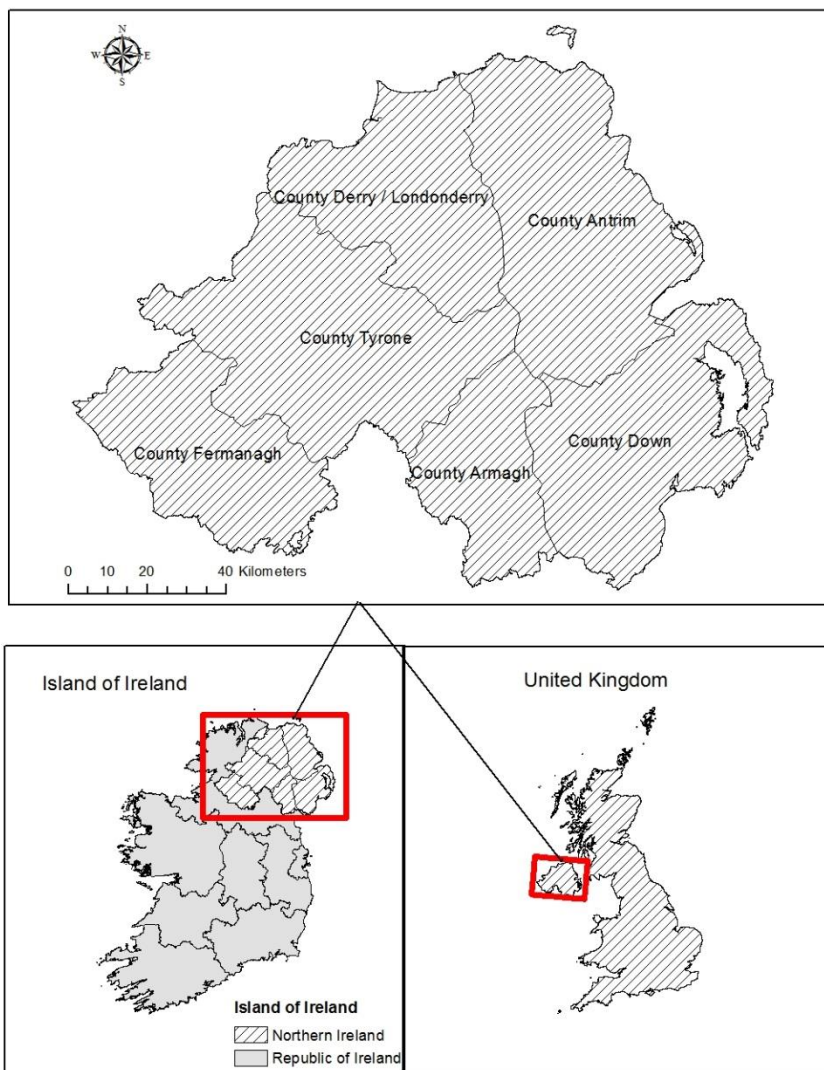 N
W E
S
County Derry / Londonderry
County Antrim
County Tyrone
County Down
County Fermanagh
County Armagh
0 10 20 40 Kilometers
Island of Ireland
United Kingdom
Island of Ireland
Northern Ireland
Republic of Ireland